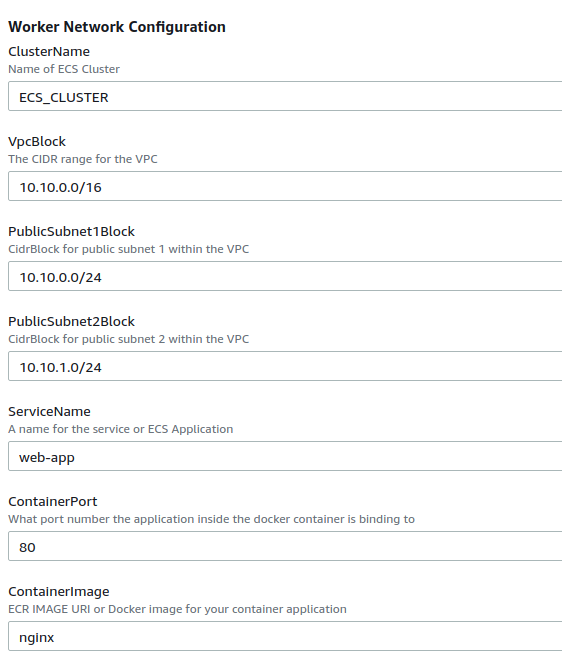 Worker Network Configuration
ClusterName
Name of ECS Cluster
ECS_CLUSTER
VpcBlock
The CIDR range for the VPC
10.10.0.0/16
PublicSubnet1Block
CidrBlock for public subnet 1 within the VPC
10.10.0.0/24
PublicSubnet2Block
CidrBlock for public subnet 2 within the VPC
10.10.1.0/24
ServiceName
A name for the service or ECS Application
web-app
ContainerPort
What port number the application inside the docker container is binding to
80
ContainerImage
ECR IMAGE URI or Docker image for your container application
nginx